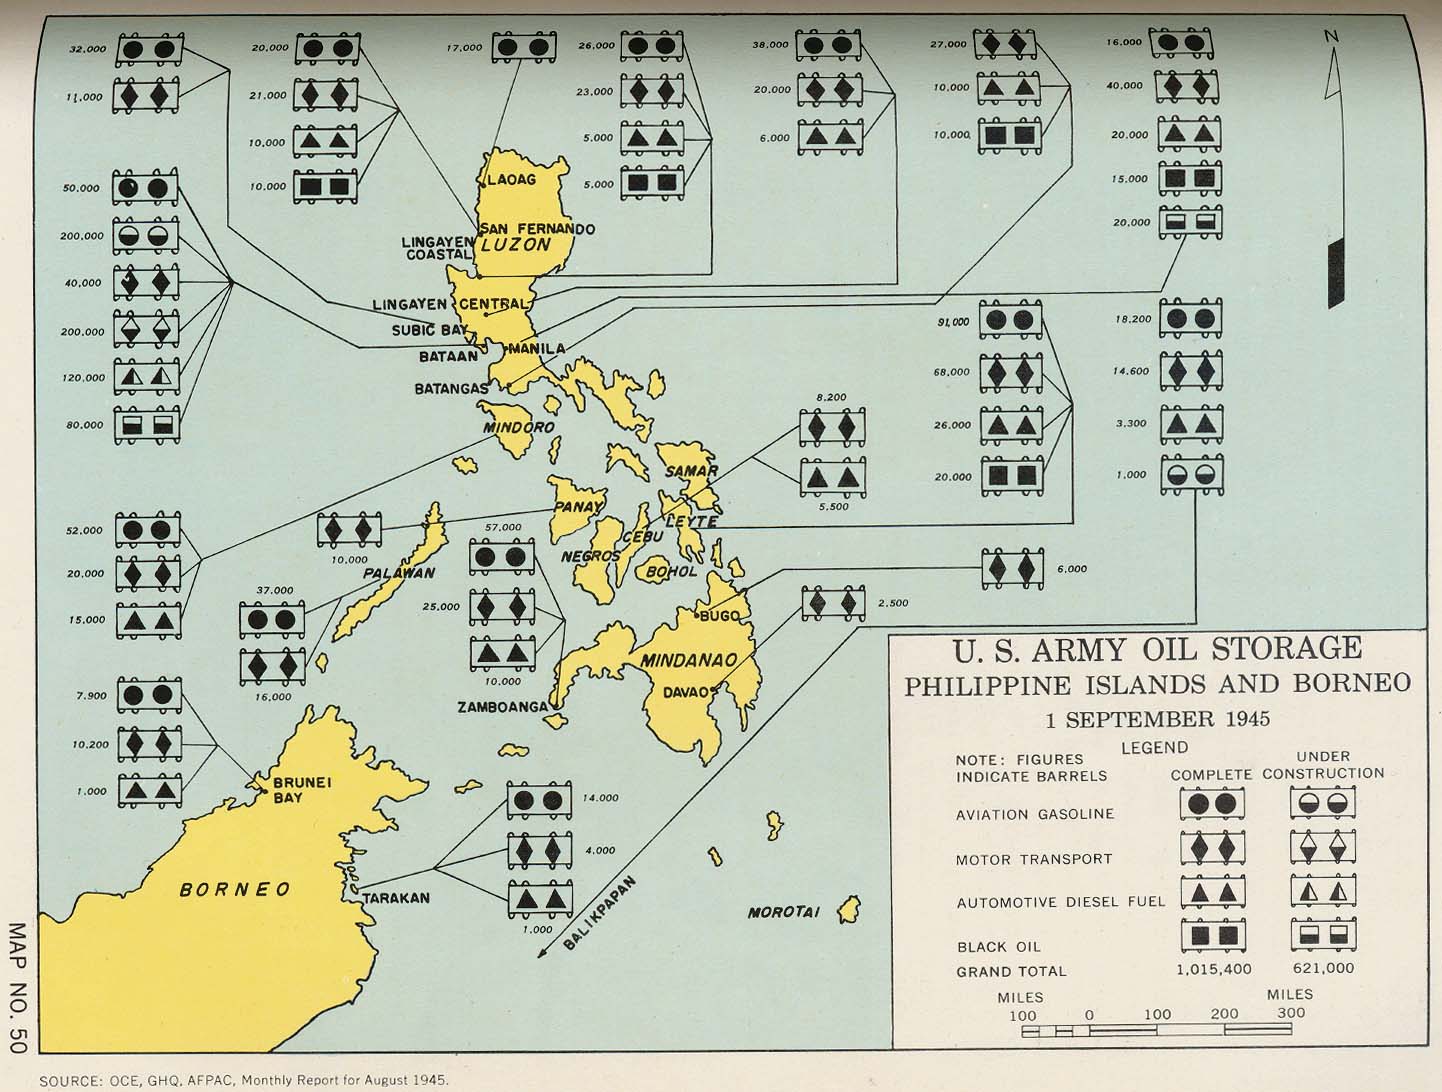 32,000
11,000
20,000
21,000
10,000
10,000
17,000
26,000
23,000
5,000
5,000
38,000
20,000
6,000
27,000
10,000
10,000
16,000
40,000
20,000
15,000
20,000
N
50,000
200,000
40,000
200,000
120,000
80,000
LAOAG
SAN FERNANDO
LUZON
LINGAYEN
COASTAL
LINGAYEN CENTRAL
SUBIC BAY
BATAAN
MANILA
BATANGAS
MINDORO
91,000
68,000
26,000
20,000
18,200
14,600
3,300
1,000
8,200
5,500
SAMAR
PANAY
LEYTE
CEBU
NEGROS
BOHOL
52,000
20,000
15,000
10,000
PALAWAN
37,000
16,000
57,000
25,000
10,000
6,000
2,500
BUGO
MINDANAO
DAVAO
ZAMBOANGA
7,900
10,200
1,000
BRUNEI
BAY
BORNEO
TARAKAN
14,000
4,000
1,000
BALIKPAPAN
MOROTAI
U. S. ARMY OIL STORAGE
PHILIPPINE ISLANDS AND BORNEO
1 SEPTEMBER 1945
LEGEND
NOTE: FIGURES
INDICATE BARRELS
COMPLETE
UNDER
CONSTRUCTION
AVIATION GASOLINE
MOTOR TRANSPORT
AUTOMOTIVE DIESEL FUEL
BLACK OIL
GRAND TOTAL 1,015,400 621,000
MILES MILES
100 0 100 200 300
MAP NO. 50
SOURCE: OCE, GHQ, AFPAC, Monthly Report for August 1945.